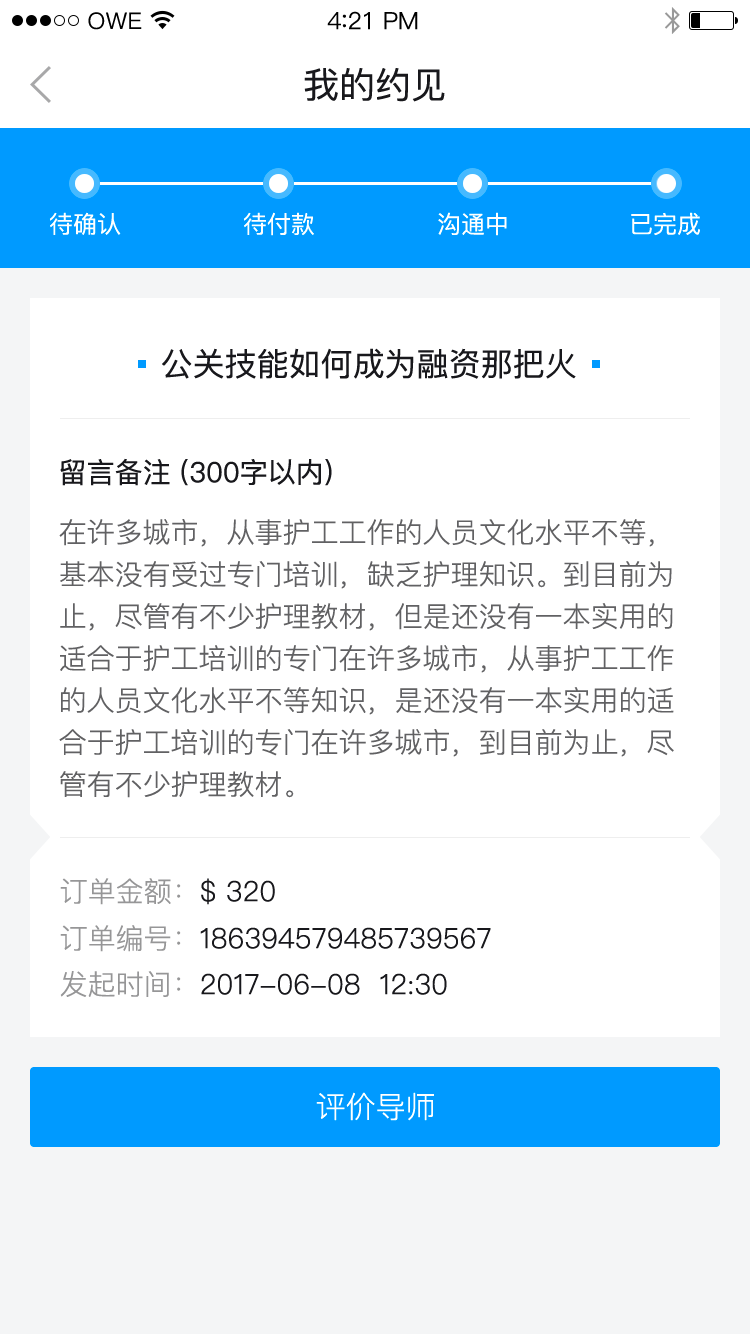 OWE 4:21 PM
我的约见
待确认 待付款 沟通中 已完成
公关技能如何成为融资那把火
留言备注 (300字以内)
在许多城市，从事护工工作的人员文化水平不等，
基本没有受过专门培训，缺乏护理知识。到目前为
止，尽管有不少护理教材，但是还没有一本实用的
适合于护工培训的专门在许多城市，从事护工工作
的人员文化水平不等知识，是还没有一本实用的适
合于护工培训的专门在许多城市，到目前为止，尽
管有不少护理教材。
订单金额：$ 320
订单编号：186394579485739567
发起时间：2017-06-08 12:30
评价导师